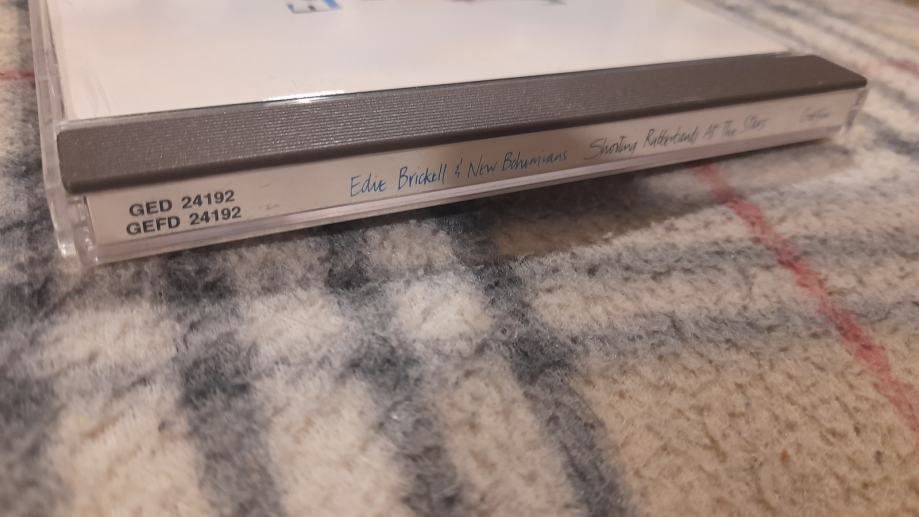 GED 24192
GEFD 24192
Edie Brickell & New Bohemians Shooting Rubberbands At The Stars Geffen